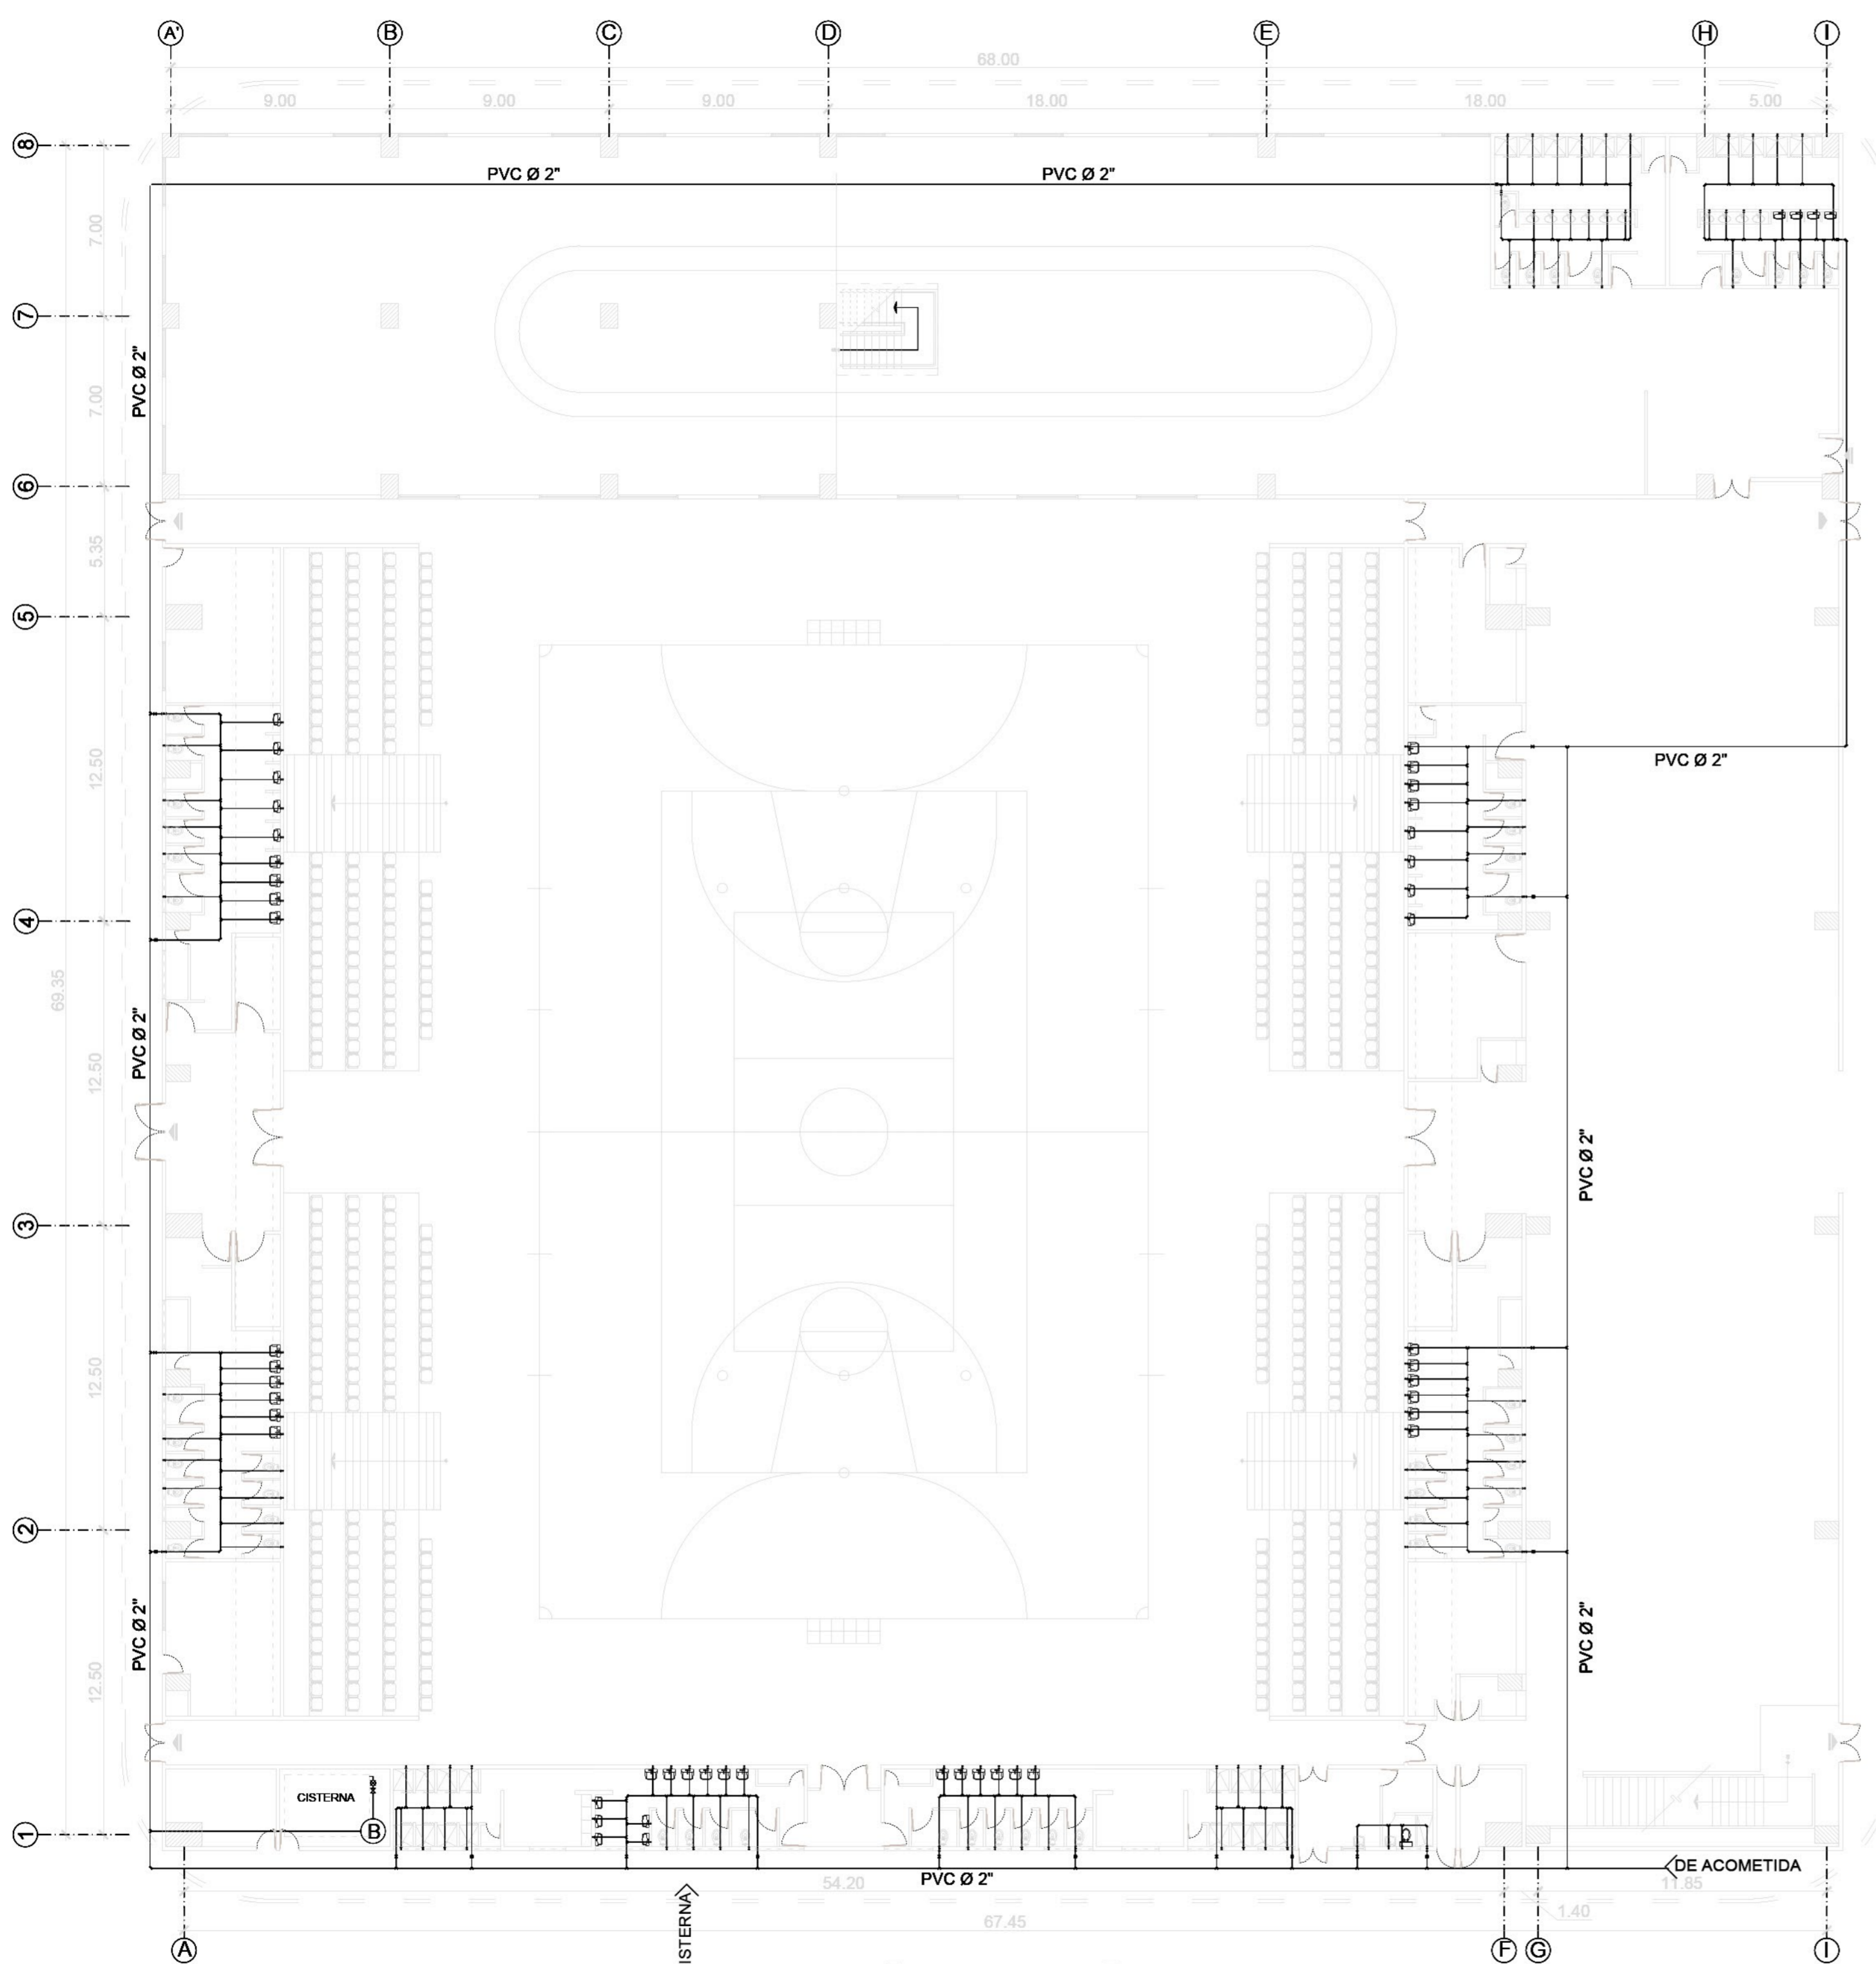 A' B C D E H I
68.00
9.00 9.00 9.00 18.00 18.00 5.00
8
PVC Ø 2" PVC Ø 2"
7.00
7
PVC Ø 2"
7.00
6
5.35
5
PVC Ø 2"
12.50
4
69.35
PVC Ø 2"
12.50
PVC Ø 2"
3
12.50
2
PVC Ø 2"
PVC Ø 2"
12.50
CISTERNA
B
1
DE ACOMETIDA
PVC Ø 2"
54.20
11.85
1.40
ISTERNA
67.45
A F G I